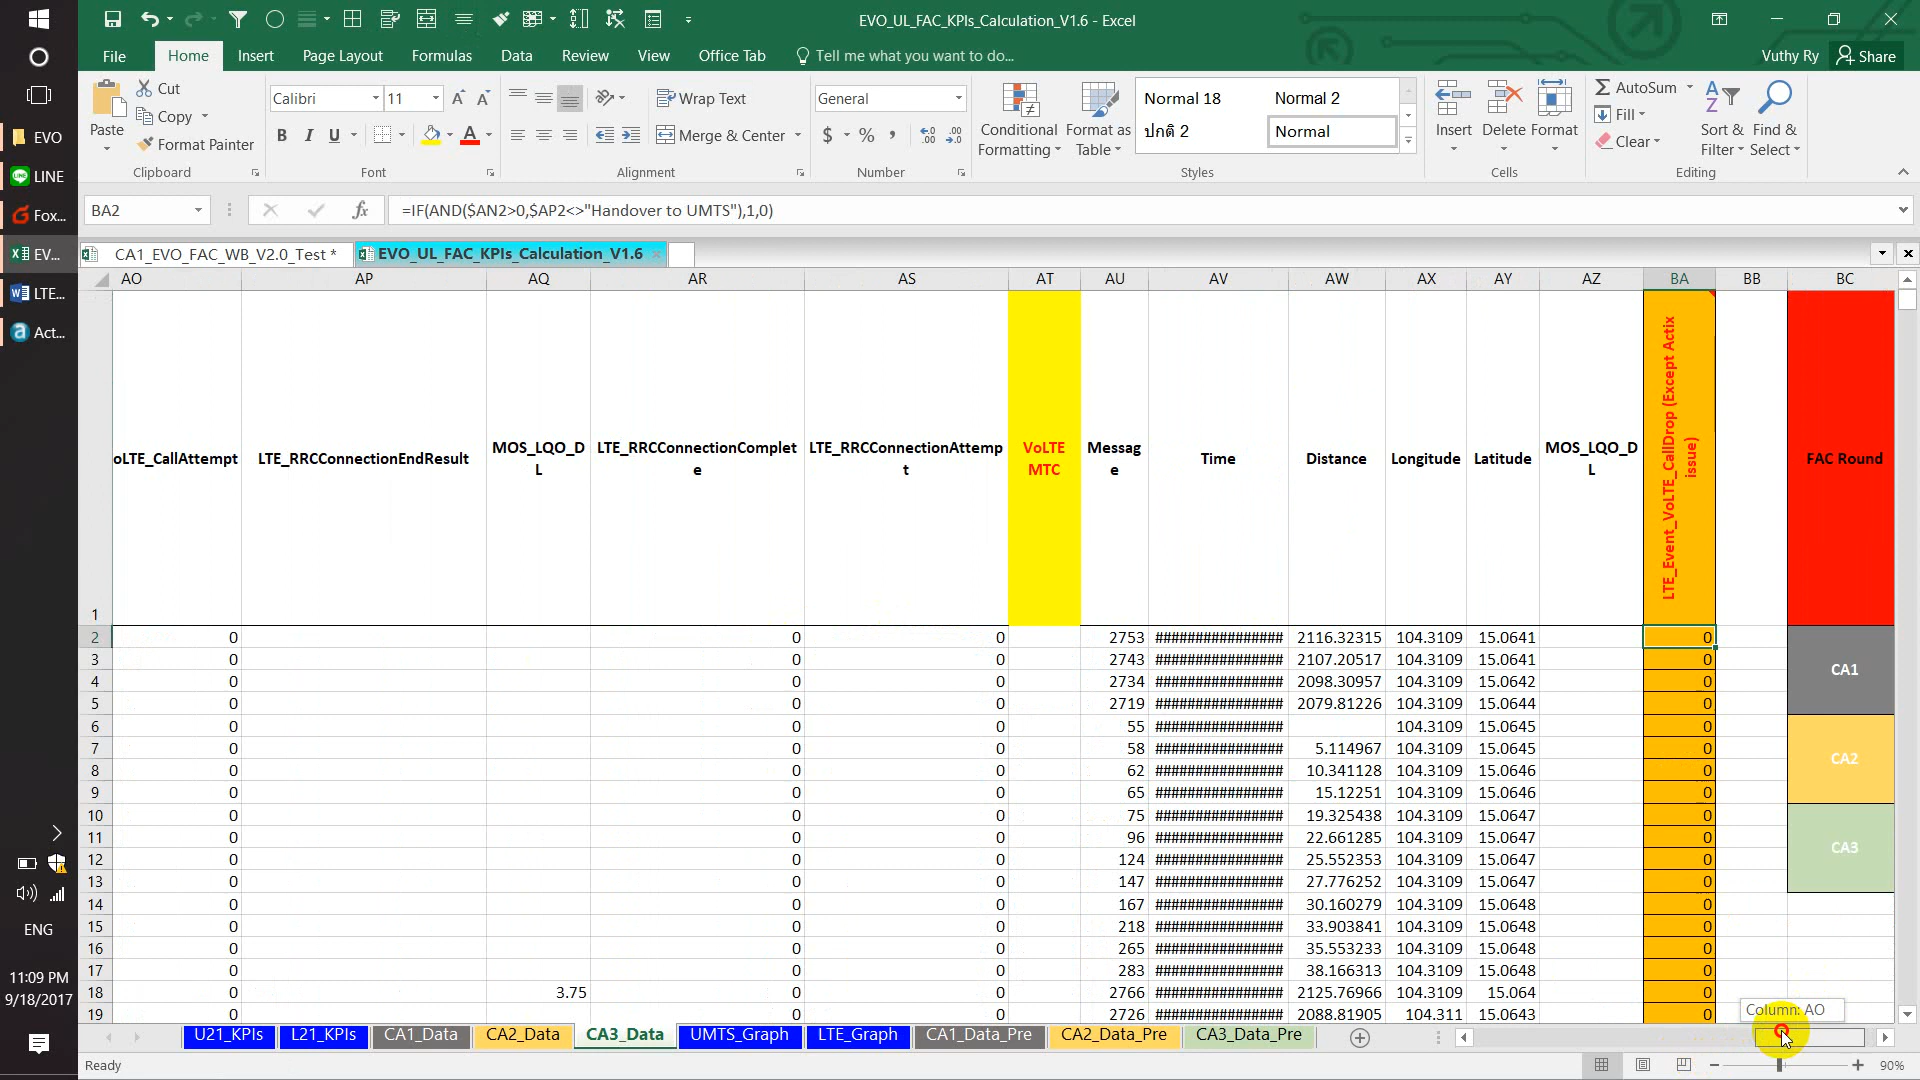 EVO_UL_FAC_KPIs_Calculation_V1.6 - Excel
File Home Insert Page Layout Formulas Data Review View Office Tab Tell me what you want to do... Vuthy Ry Share
Paste
Cut
Copy
Format Painter
Clipboard
Calibri 11
B I U
Font
Wrap Text
Merge & Center
Alignment
General
$ % ,
Number
Conditional Formatting
Format as Table
Normal 18 Normal 2
ปกติ 2 Normal
Styles
Insert Delete Format
Cells
AutoSum
Fill
Clear
Sort & Filter
Find & Select
Editing
EVO
LINE
Fox...
EV...
LTE...
Act...
ENG
11:09 PM
9/18/2017
BA2 fx =IF(AND($AN2>0,$AP2<>"Handover to UMTS"),1,0)
CA1_EVO_FAC_WB_V2.0_Test * EVO_UL_FAC_KPIs_Calculation_V1.6
AO AP AQ AR AS AT AU AV AW AX AY AZ BA BB BC
1 oLTE_CallAttempt LTE_RRCConnectionEndResult MOS_LQO_DL LTE_RRCConnectionComplete LTE_RRCConnectionAttempt VoLTE MTC Message Time Distance Longitude Latitude MOS_LQO_DL LTE_Event_VoLTE_CallDrop (Except Actix issue) FAC Round
2 0 0 0 2753 ################ 2116.32315 104.3109 15.0641 0
3 0 0 0 2743 ################ 2107.20517 104.3109 15.0641 0 CA1
4 0 0 0 2734 ################ 2098.30957 104.3109 15.0642 0
5 0 0 0 2719 ################ 2079.81226 104.3109 15.0644 0
6 0 0 0 55 ################ 104.3109 15.0645 0
7 0 0 0 58 ################ 5.114967 104.3109 15.0645 0 CA2
8 0 0 0 62 ################ 10.341128 104.3109 15.0646 0
9 0 0 0 65 ################ 15.12251 104.3109 15.0646 0
10 0 0 0 75 ################ 19.325438 104.3109 15.0647 0
11 0 0 0 96 ################ 22.661285 104.3109 15.0647 0 CA3
12 0 0 0 124 ################ 25.552353 104.3109 15.0647 0
13 0 0 0 147 ################ 27.776252 104.3109 15.0647 0
14 0 0 0 167 ################ 30.160279 104.3109 15.0648 0
15 0 0 0 218 ################ 33.903841 104.3109 15.0648 0
16 0 0 0 265 ################ 35.553233 104.3109 15.0648 0
17 0 0 0 283 ################ 38.166313 104.3109 15.0648 0
18 0 3.75 0 0 2766 ################ 2125.76966 104.3109 15.064 0
19 0 0 0 2726 ################ 2088.81905 104.311 15.0643 0
Column: AO
U21_KPIs L21_KPIs CA1_Data CA2_Data CA3_Data UMTS_Graph LTE_Graph CA1_Data_Pre CA2_Data_Pre CA3_Data_Pre
Ready 90%